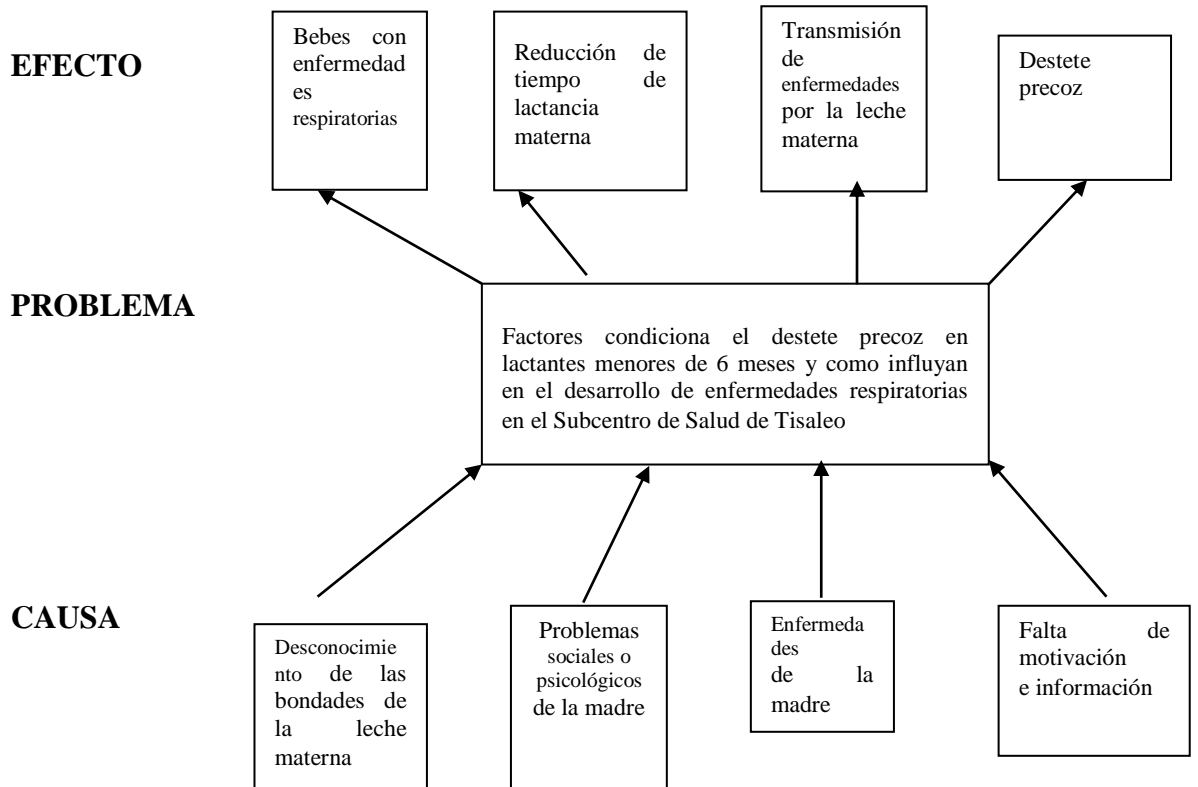 EFECTO
Bebes con
enfermedad
es
respiratorias
Reducción de
tiempo de
lactancia
materna
Transmisión
de
enfermedades
por la leche
materna
Destete
precoz
PROBLEMA
Factores condiciona el destete precoz en
lactantes menores de 6 meses y como influyan
en el desarrollo de enfermedades respiratorias
en el Subcentro de Salud de Tisaleo
CAUSA
Desconocimie
nto de las
bondades de
la leche
materna
Problemas
sociales o
psicológicos
de la madre
Enfermeda
des
de la
madre
Falta de
motivación
e información